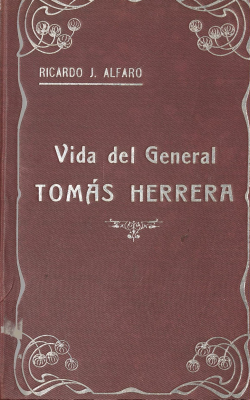 RICARDO J. ALFARO
Vida del General
TOMÁS HERRERA